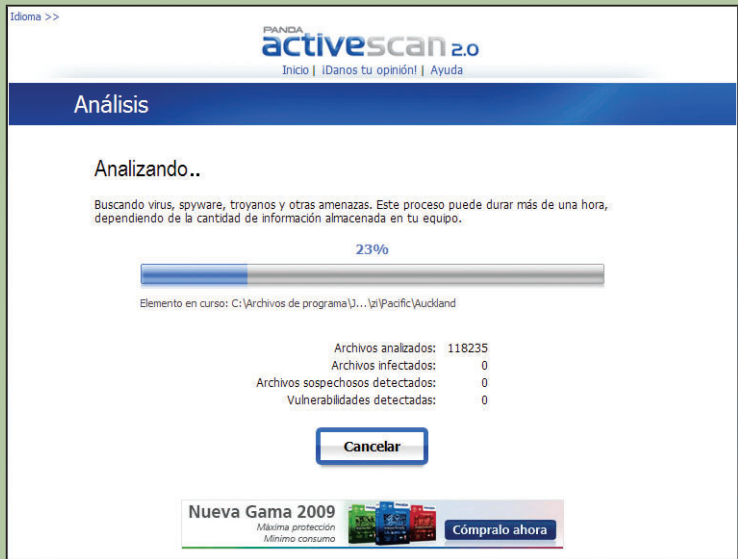 Idioma >>
PANDA
activescan 2.0
Inicio | ¡Danos tu opinión! | Ayuda
Análisis
Analizando..
Buscando virus, spyware, troyanos y otras amenazas. Este proceso puede durar más de una hora,
dependiendo de la cantidad de información almacenada en tu equipo.
23%
Elemento en curso: C:\Archivos de programa\J...\zi\Pacific\Auckland
Archivos analizados: 118235
Archivos infectados: 0
Archivos sospechosos detectados: 0
Vulnerabilidades detectadas: 0
Cancelar
Nueva Gama 2009
Máxima protección
Mínimo consumo
Cómpralo ahora